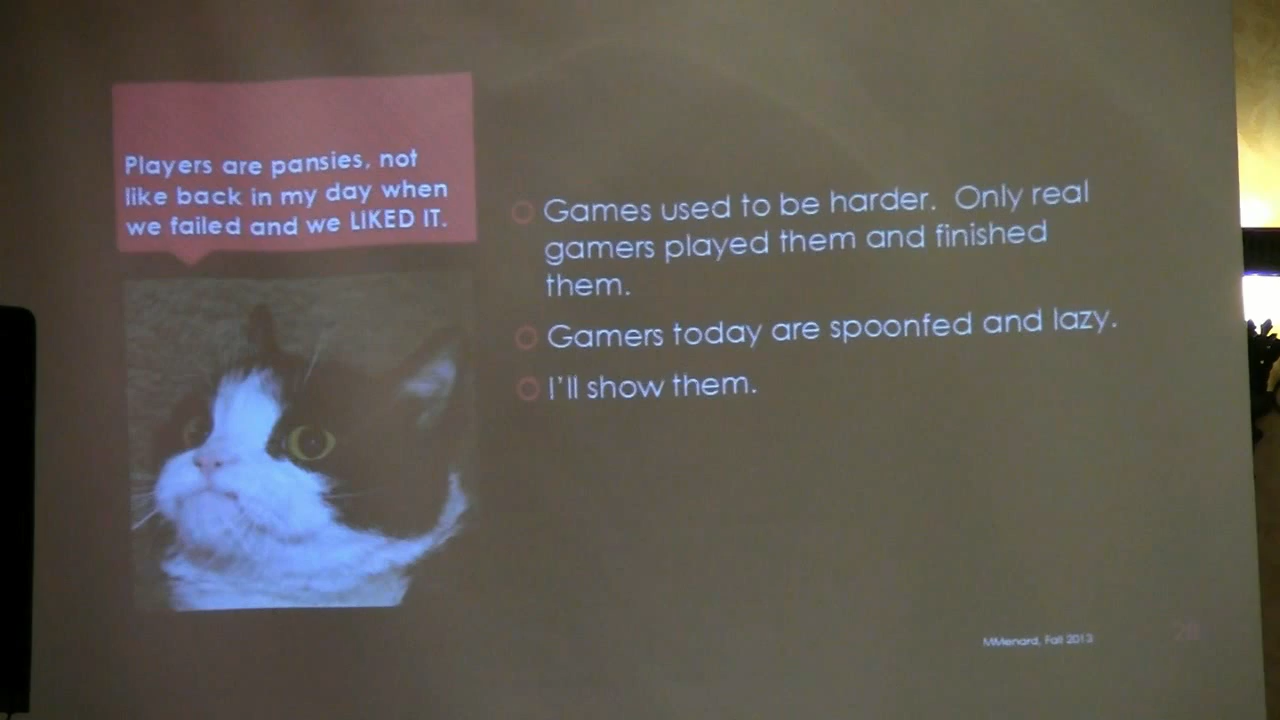 Players are pansies, not
like back in my day when
we failed and we LIKED IT.
Games used to be harder.  Only real
gamers played them and finished
them.
Gamers today are spoonfed and lazy.
I'll show them.
MMenard, Fall 2013